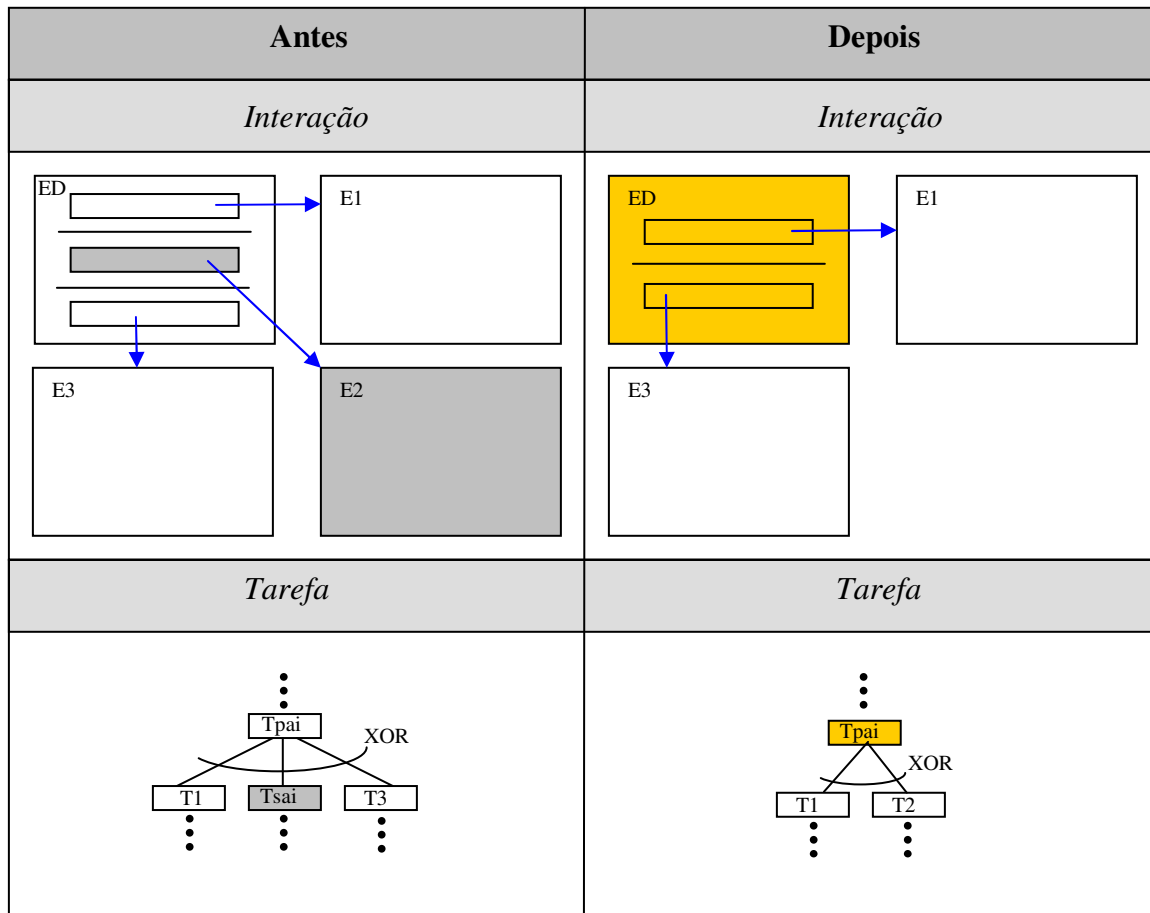 Antes Depois
Interação Interação
ED E1 ED E1
E3 E2 E3
Tarefa Tarefa
Tpai XOR Tpai XOR
T1 Tsai T3 T1 T2